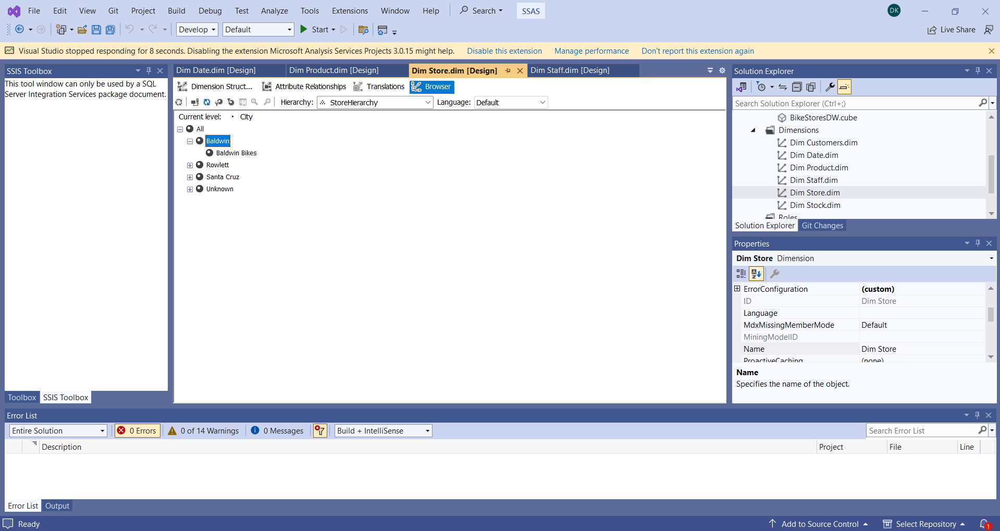 File Edit View Git Project Build Debug Test Analyze Tools Extensions Window Help Search SSAS DK
Develop Default Start Live Share
Visual Studio stopped responding for 8 seconds. Disabling the extension Microsoft Analysis Services Projects 3.0.15 might help. Disable this extension Manage performance Don't report this extension again
SSIS Toolbox
This tool window can only be used by a SQL
Server Integration Services package document.
Toolbox SSIS Toolbox
Dim Date.dim [Design] Dim Product.dim [Design] Dim Store.dim [Design] Dim Staff.dim [Design]
Dimension Struct... Attribute Relationships Translations Browser
Hierarchy: StoreHierarchy Language: Default
Current level: City
All
Baldwin
Baldwin Bikes
Rowlett
Santa Cruz
Unknown
Solution Explorer
Search Solution Explorer (Ctrl+;)
BikeStoresDW.cube
Dimensions
Dim Customers.dim
Dim Date.dim
Dim Product.dim
Dim Staff.dim
Dim Store.dim
Dim Stock.dim
Roles
Solution Explorer Git Changes
Properties
Dim Store Dimension
ErrorConfiguration (custom)
ID Dim Store
Language
MdxMissingMemberMode Default
MiningModelID
Name Dim Store
ProactiveCaching (none)
Name
Specifies the name of the object.
Error List
Entire Solution 0 Errors 0 of 14 Warnings 0 Messages Build + IntelliSense Search Error List
Description Project File Line
Error List Output
Ready Add to Source Control Select Repository 1